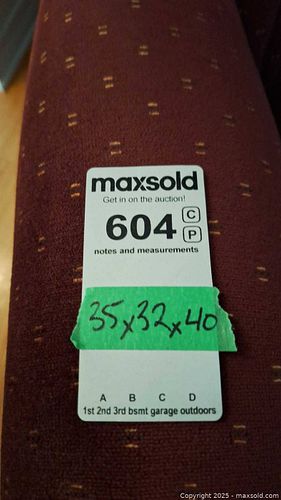 maxsold
Get in on the auction!
604 C
P
notes and measurements
35x32x40
A B C D
1st 2nd 3rd bsmt garage outdoors
Copyright 2025 - maxsold.com